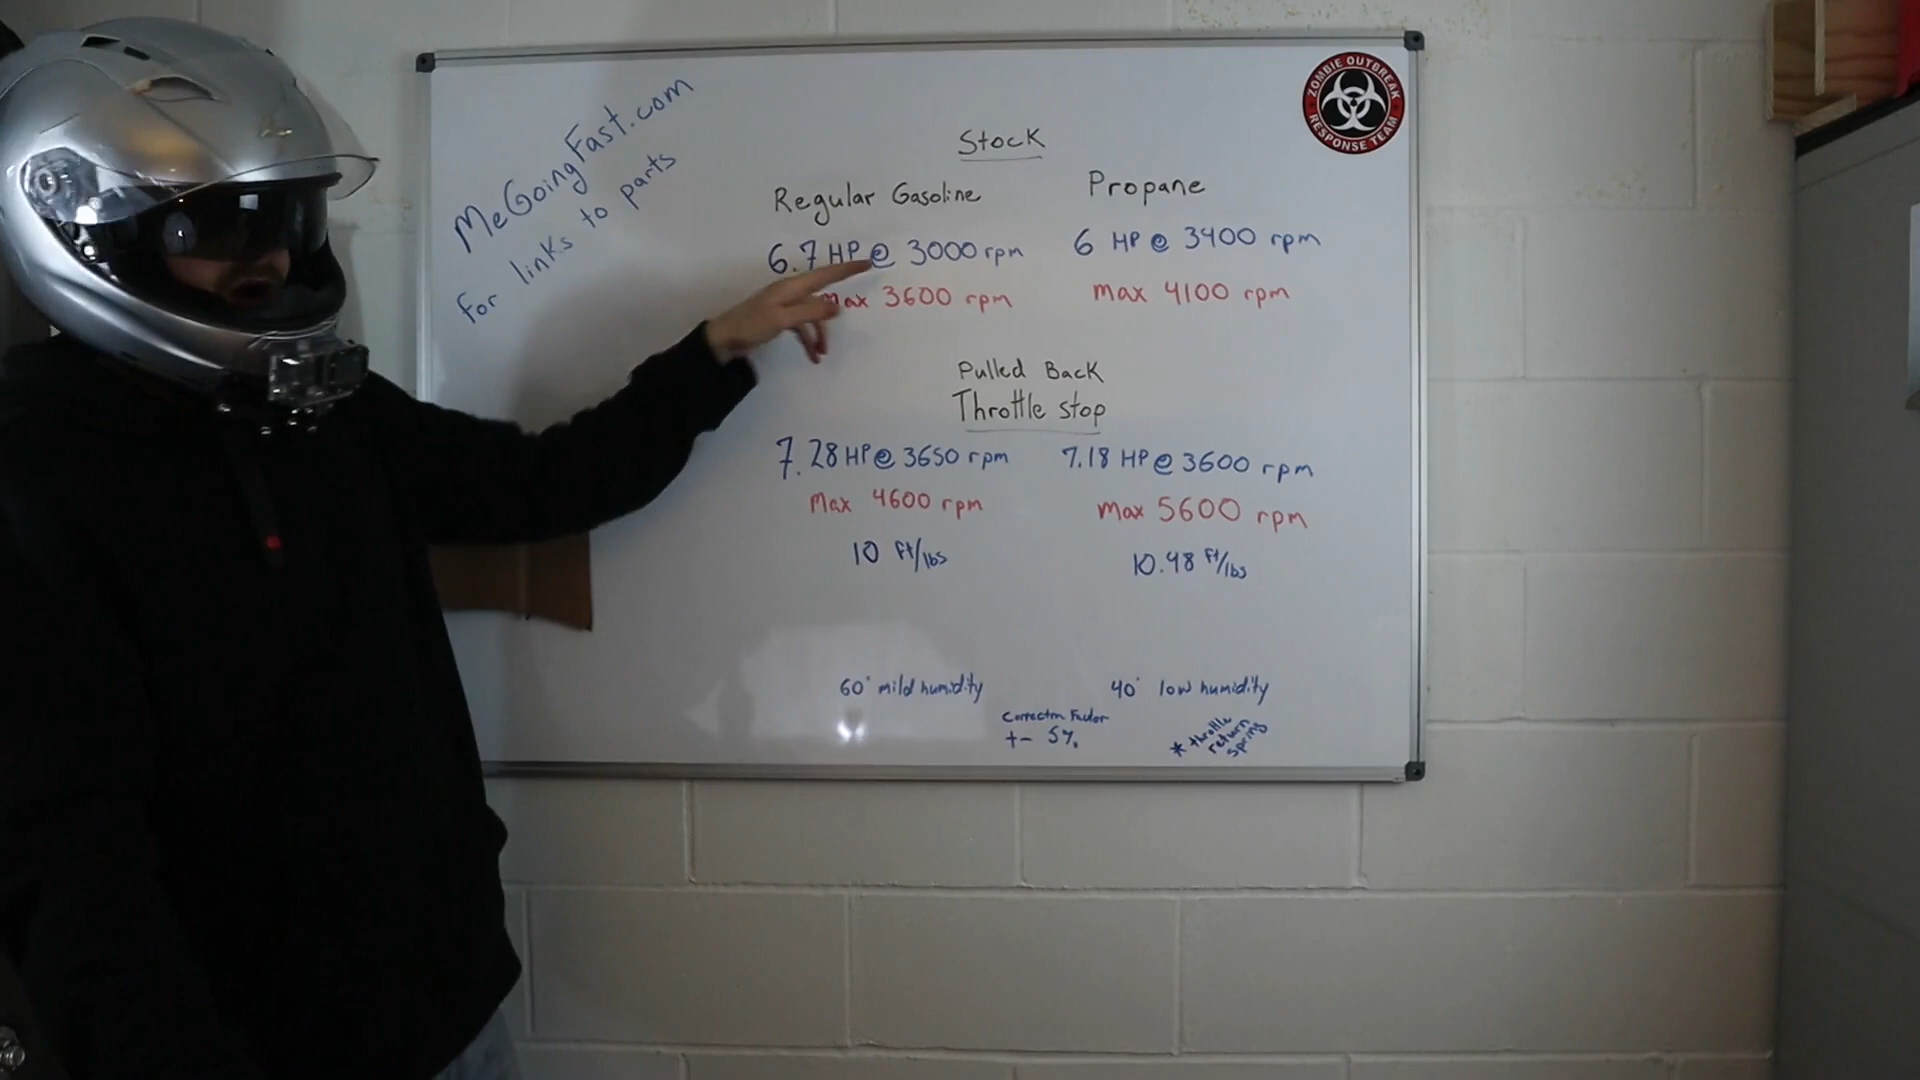 MeGoingFast.com
for links to parts
ZOMBIE OUTBREAK
RESPONSE TEAM
Stock
Regular Gasoline
6.7 HP @ 3000 rpm
max 3600 rpm
Propane
6 HP @ 3400 rpm
max 4100 rpm
Pulled Back
Throttle stop
7.28 HP @ 3650 rpm
Max 4600 rpm
10 ft/lbs
7.18 HP @ 3600 rpm
max 5600 rpm
10.48 ft/lbs
60° mild humidity
40° low humidity
Correctn Factor
+- 5%
* throttle
return
spring